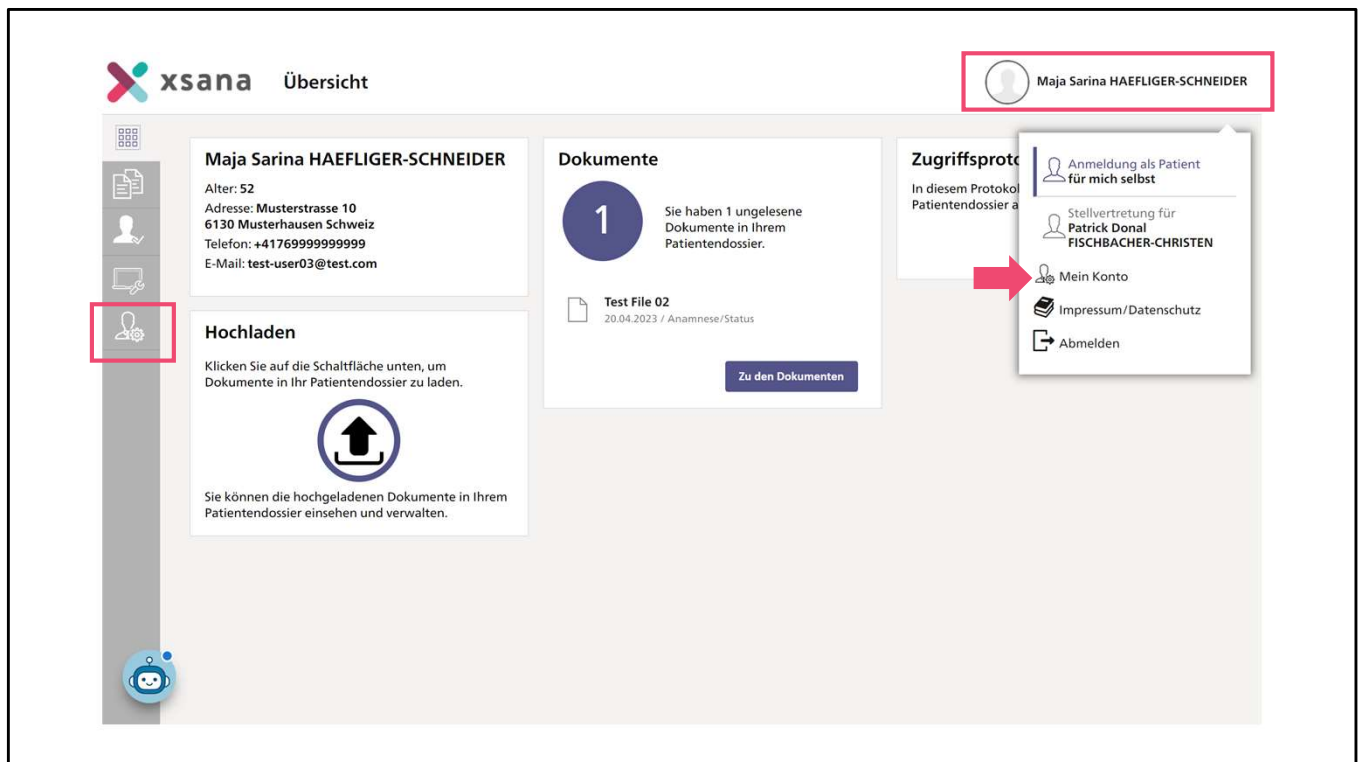 xsana
Übersicht
Maja Sarina HAEFLIGER-SCHNEIDER
Maja Sarina HAEFLIGER-SCHNEIDER
Alter: 52
Adresse: Musterstrasse 10
6130 Musterhausen Schweiz
Telefon: +41769999999999
E-Mail: test-user03@test.com
Hochladen
Klicken Sie auf die Schaltfläche unten, um
Dokumente in Ihr Patientendossier zu laden.
Sie können die hochgeladenen Dokumente in Ihrem
Patientendossier einsehen und verwalten.
Dokumente
1
Sie haben 1 ungelesene
Dokumente in Ihrem
Patientendossier.
Test File 02
20.04.2023 / Anamnese/Status
Zu den Dokumenten
Zugriffsproto
In diesem Protokol
Patientendossier a
Anmeldung als Patient
für mich selbst
Stellvertretung für
Patrick Donal
FISCHBACHER-CHRISTEN
Mein Konto
Impressum/Datenschutz
Abmelden